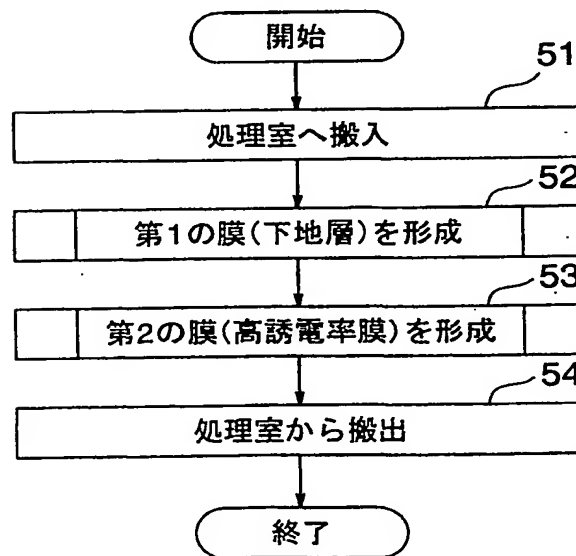 開始
51
処理室へ搬入
52
第1の膜(下地層)を形成
53
第2の膜(高誘電率膜)を形成
54
処理室から搬出
終了